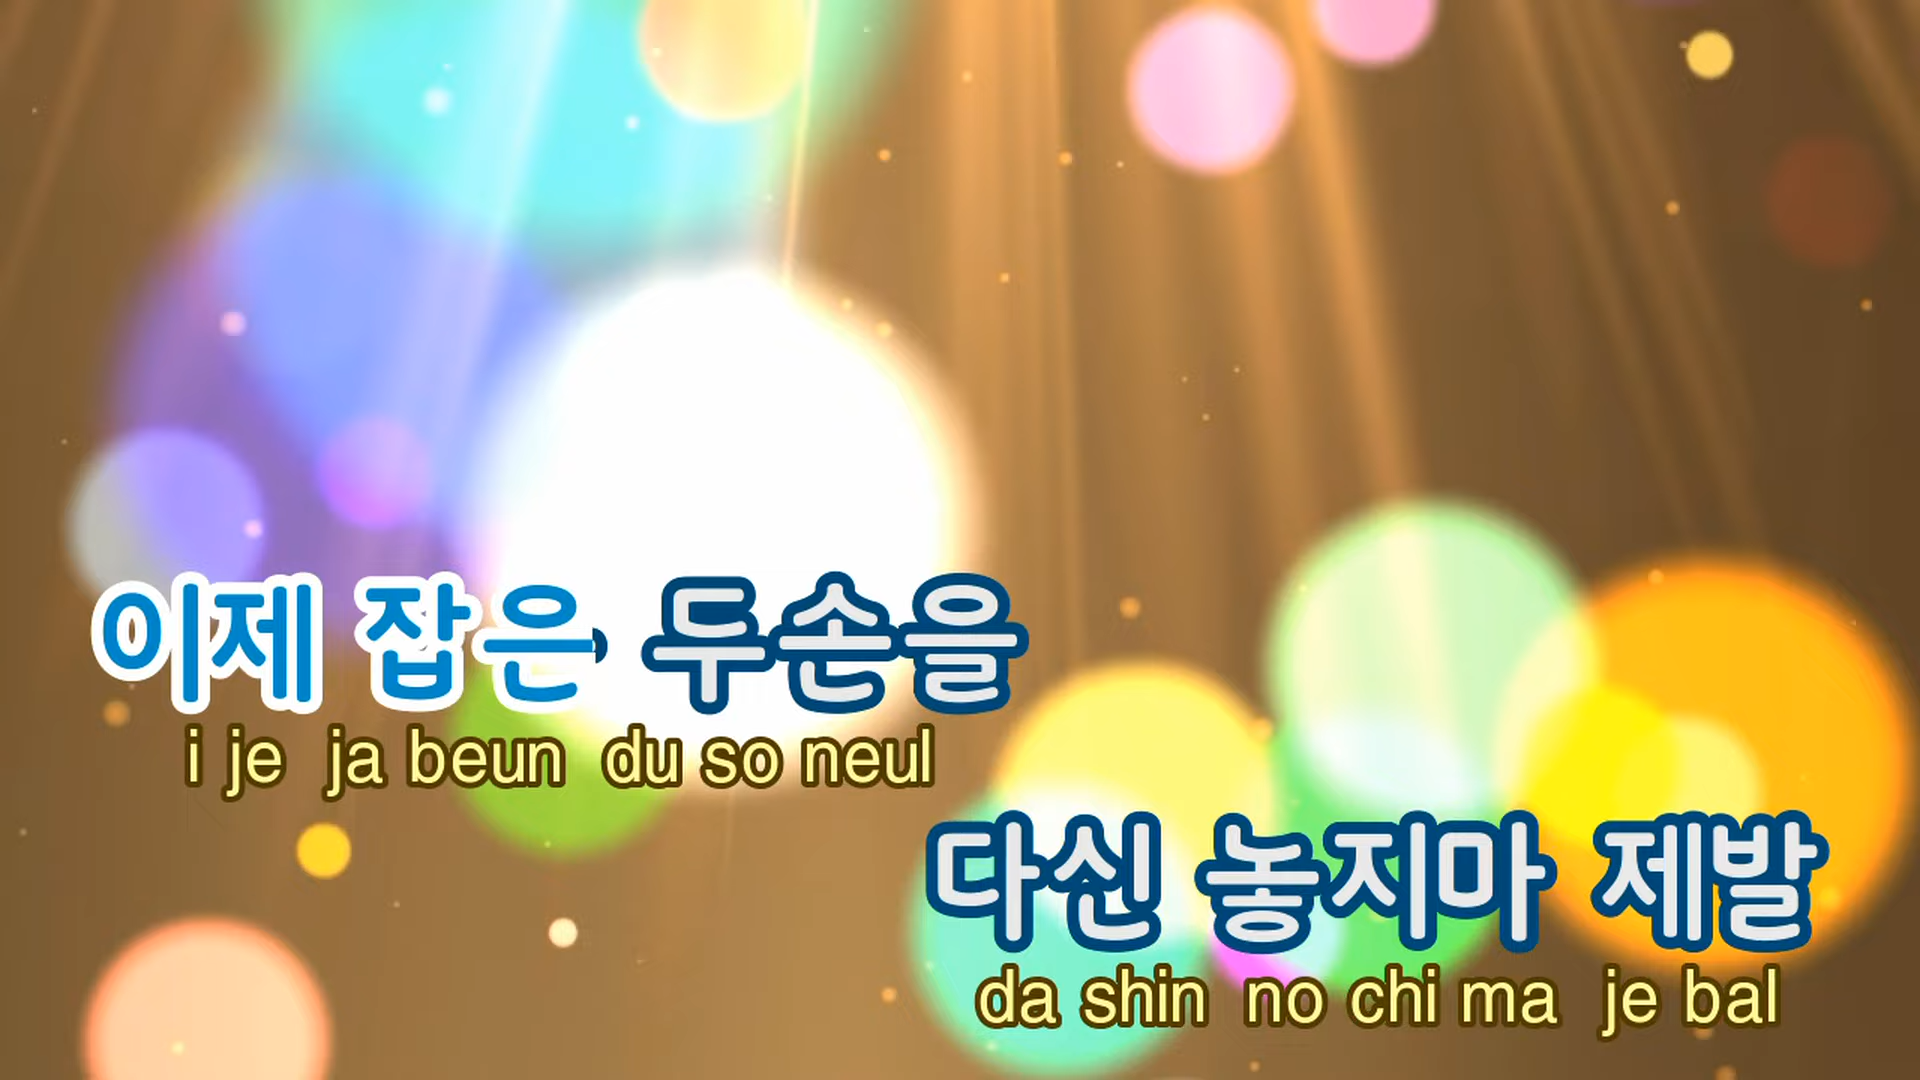 이제 잡은 두손을
i je ja beun du so neul
다신 놓지마 제발
da shin no chi ma je bal